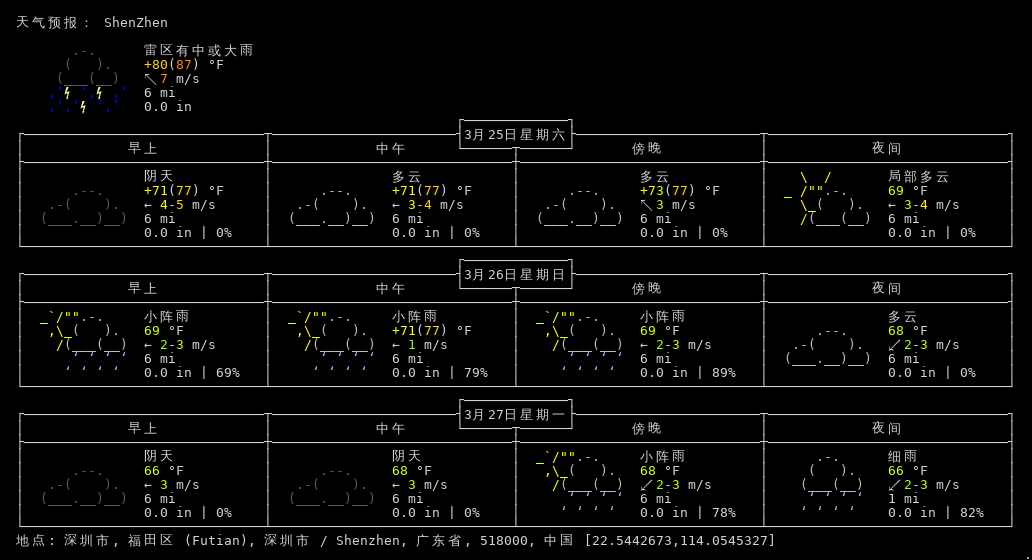 天气预报: ShenZhen
雷区有中或大雨
+80(87) °F
↖ 7 m/s
6 mi
0.0 in
3月25日星期六
早上 中午 傍晚 夜间
阴天 多云 多云 局部多云
+71(77) °F +71(77) °F +73(77) °F 69 °F
← 4-5 m/s ← 3-4 m/s ↖ 3 m/s ← 3-4 m/s
6 mi 6 mi 6 mi 6 mi
0.0 in | 0% 0.0 in | 0% 0.0 in | 0% 0.0 in | 0%
3月26日星期日
早上 中午 傍晚 夜间
小阵雨 小阵雨 小阵雨 多云
69 °F +71(77) °F 69 °F 68 °F
← 2-3 m/s ← 1 m/s ← 2-3 m/s ↙ 2-3 m/s
6 mi 6 mi 6 mi 6 mi
0.0 in | 69% 0.0 in | 79% 0.0 in | 89% 0.0 in | 0%
3月27日星期一
早上 中午 傍晚 夜间
阴天 阴天 小阵雨 细雨
66 °F 68 °F 68 °F 66 °F
← 3 m/s ← 3 m/s ↙ 2-3 m/s ↙ 2-3 m/s
6 mi 6 mi 6 mi 1 mi
0.0 in | 0% 0.0 in | 0% 0.0 in | 78% 0.0 in | 82%
地点: 深圳市, 福田区 (Futian), 深圳市 / Shenzhen, 广东省, 518000, 中国 [22.5442673,114.0545327]